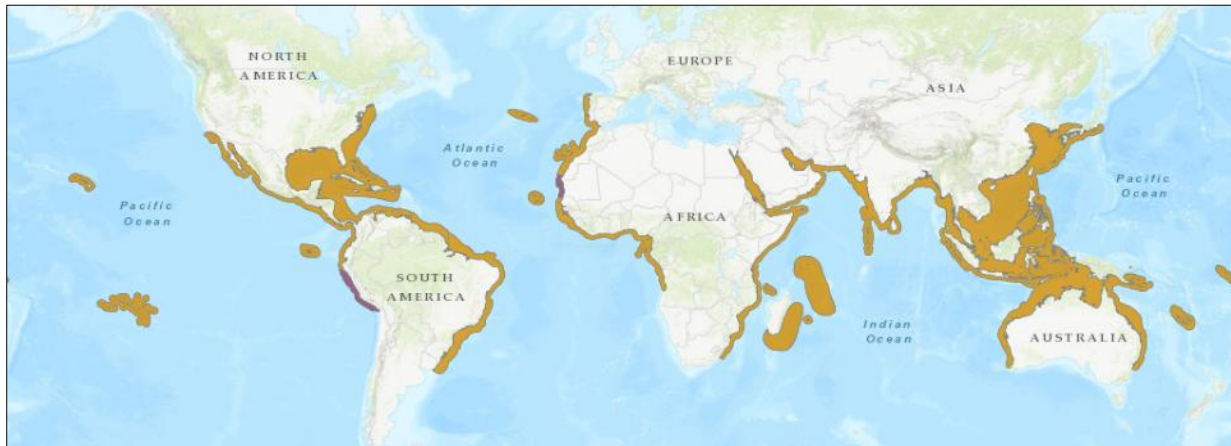 NORTH
AMERICA
EUROPE
ASIA
Atlantic
Ocean
Pacific
Ocean
Pacific
Ocean
AFRICA
SOUTH
AMERICA
Indian
Ocean
AUSTRALIA